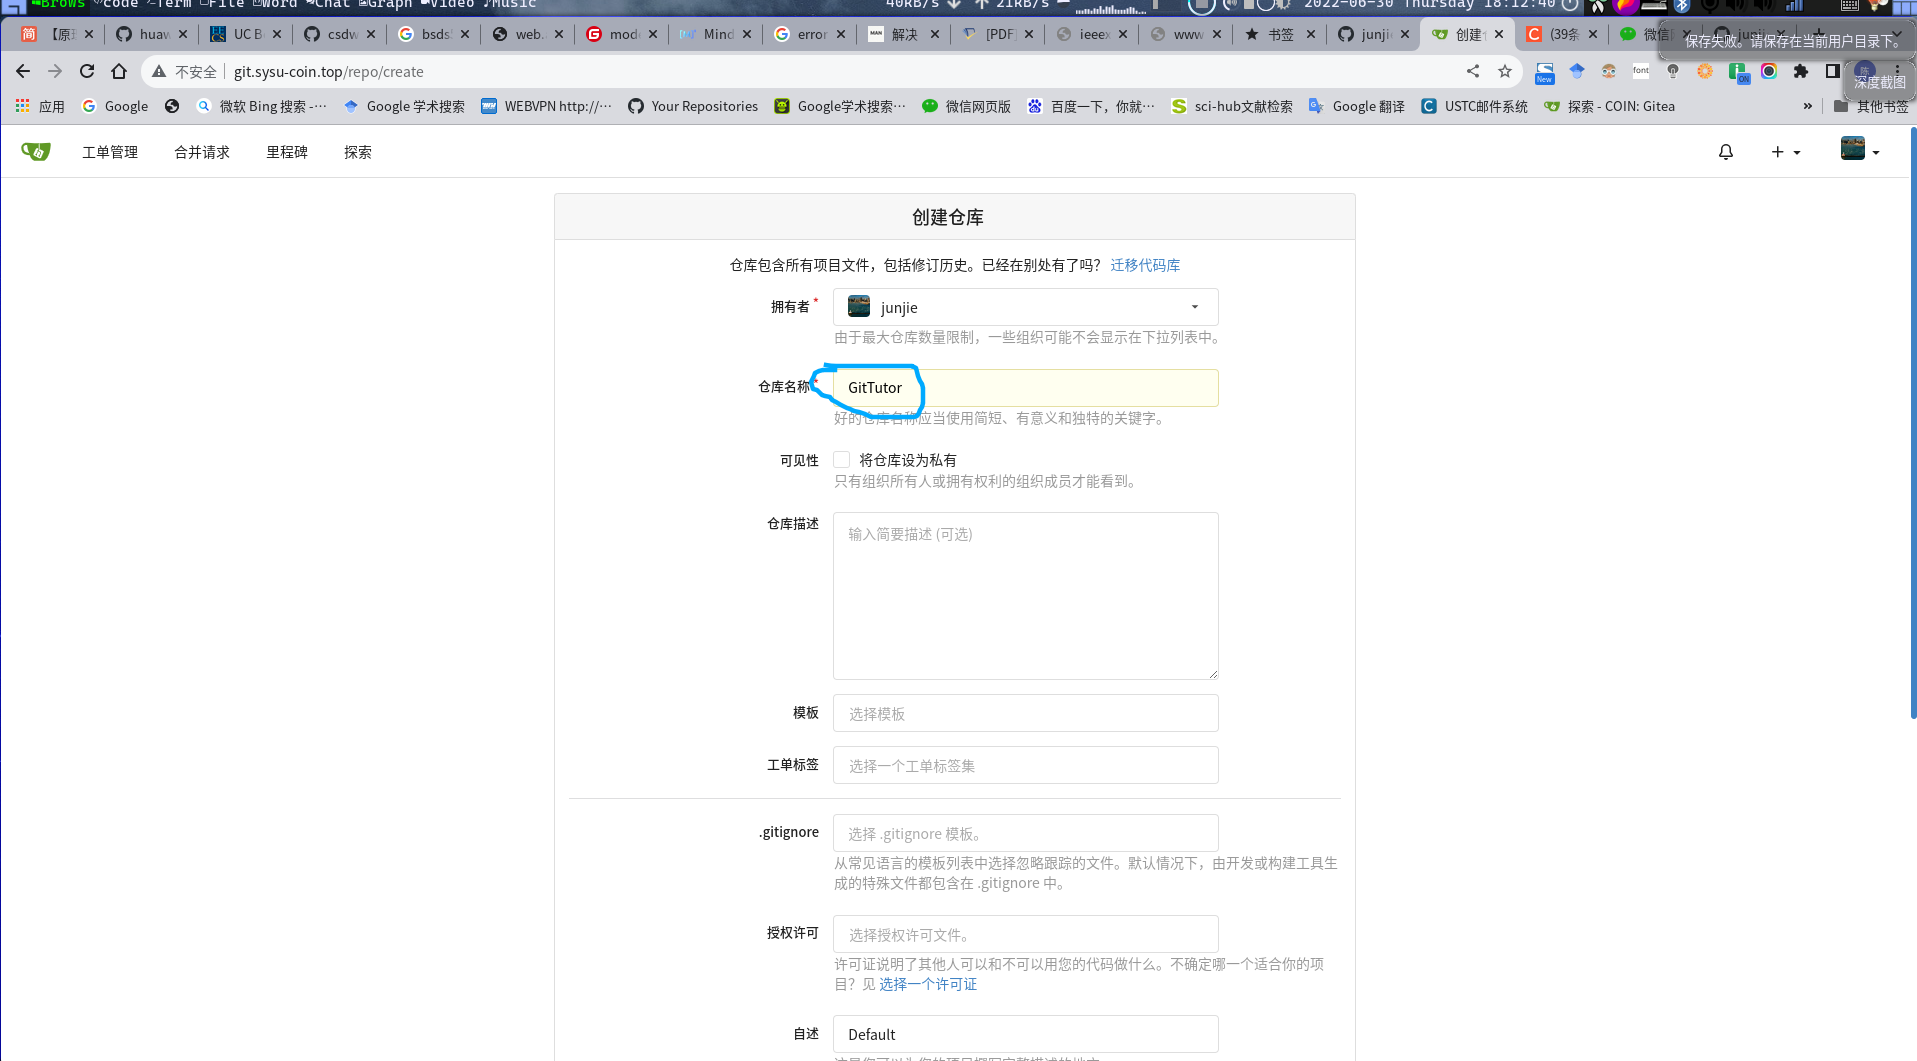 Brows code Term File Word Chat Graph Video Music 40KB/s 21KB/s 2022-06-30 Thursday 18:12:40
huaw UC B csdw bsds web. mod Mind error 解决 [PDF] ieeex www 书签 junji 创建 (39条 微信
保存失败。请保存在当前用户目录下。
不安全 git.sysu-coin.top/repo/create
深度截图
应用 Google 微软 Bing 搜索 -··· Google 学术搜索 WEBVPN http://··· Your Repositories Google学术搜索··· 微信网页版 百度一下，你就··· sci-hub文献检索 Google 翻译 USTC邮件系统 探索 - COIN: Gitea » 其他书签
工单管理 合并请求 里程碑 探索
创建仓库
仓库包含所有项目文件，包括修订历史。已经在别处有了吗？ 迁移代码库
拥有者* junjie
由于最大仓库数量限制，一些组织可能不会显示在下拉列表中。
仓库名称* GitTutor
好的仓库名称应当使用简短、有意义和独特的关键字。
可见性 将仓库设为私有
只有组织所有人或拥有权利的组织成员才能看到。
仓库描述 输入简要描述 (可选)
模板 选择模板
工单标签 选择一个工单标签集
.gitignore 选择 .gitignore 模板。
从常见语言的模板列表中选择忽略跟踪的文件。默认情况下，由开发或构建工具生
成的特殊文件都包含在 .gitignore 中。
授权许可 选择授权许可文件。
许可证说明了其他人可以和不可以用您的代码做什么。不确定哪一个适合你的项
目？见 选择一个许可证
自述 Default